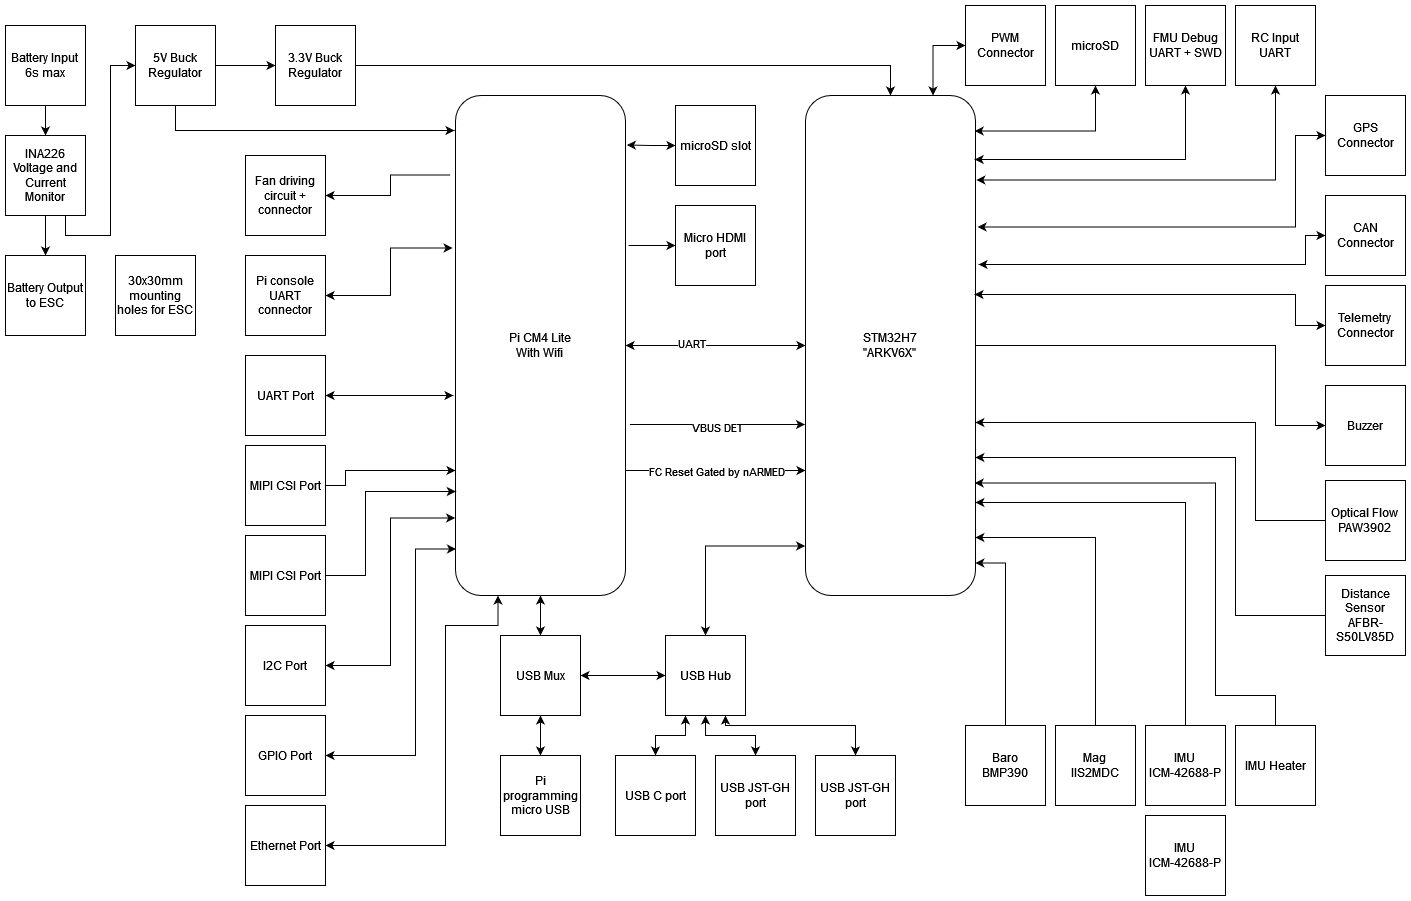 Battery Input
6s max
5V Buck
Regulator
3.3V Buck
Regulator
PWM
Connector
microSD
FMU Debug
UART + SWD
RC Input
UART
INA226
Voltage and
Current
Monitor
Fan driving
circuit +
connector
microSD slot
GPS
Connector
CAN
Connector
Micro HDMI
port
Battery Output
to ESC
30x30mm
mounting
holes for ESC
Pi console
UART
connector
Telemetry
Connector
Pi CM4 Lite
With Wifi
UART
STM32H7
"ARKV6X"
UART Port
Buzzer
VBUS DET
FC Reset Gated by nARMED
MIPI CSI Port
Optical Flow
PAW3902
MIPI CSI Port
Distance
Sensor
AFBR-
S50LV85D
I2C Port
USB Mux
USB Hub
GPIO Port
Baro
BMP390
Mag
IIS2MDC
IMU
ICM-42688-P
IMU Heater
Pi
programming
micro USB
USB C port
USB JST-GH
port
USB JST-GH
port
Ethernet Port
IMU
ICM-42688-P